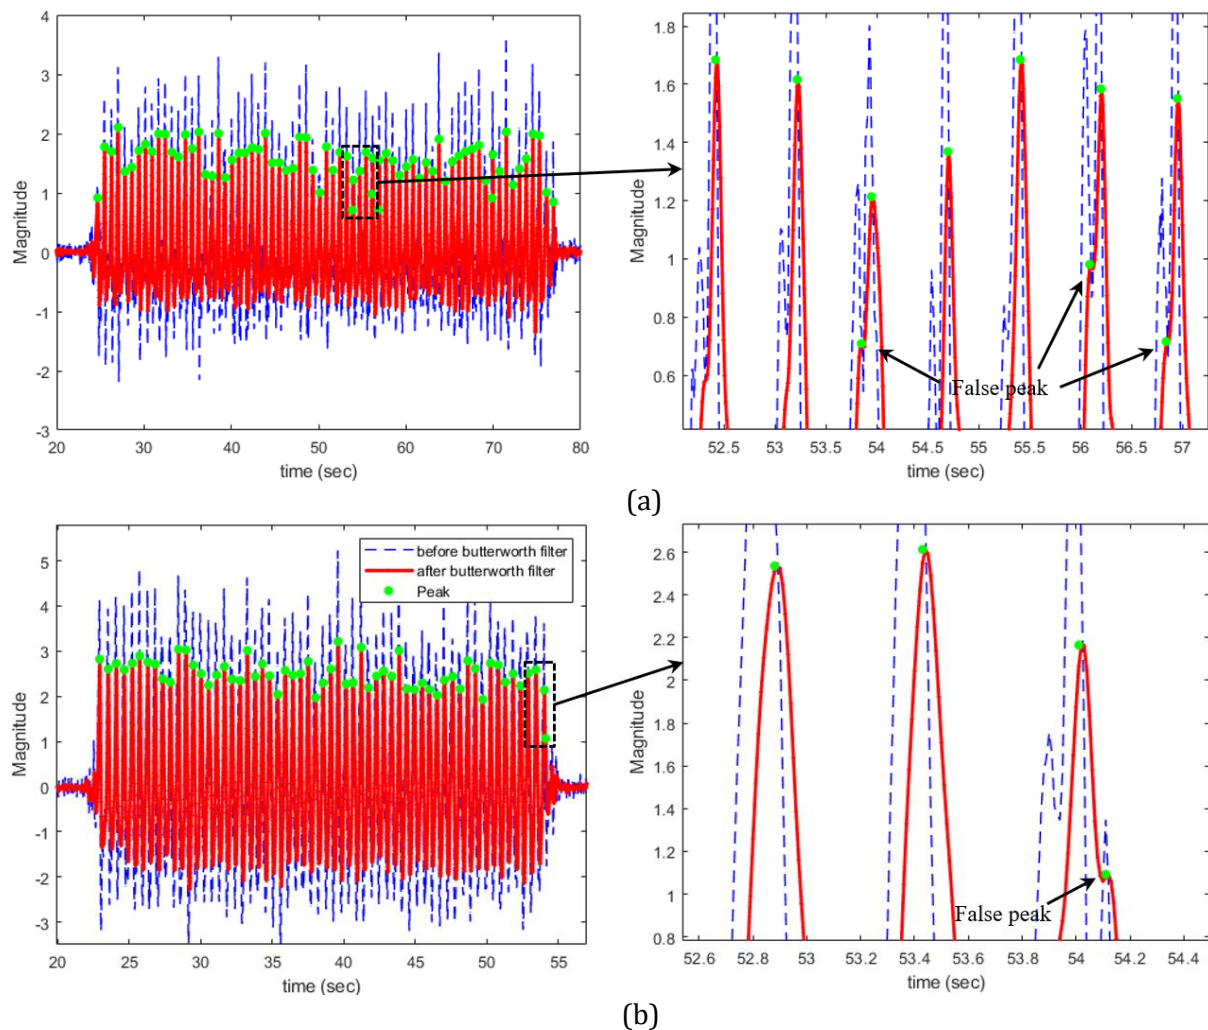 4
3
2
1
0
-1
-2
-3
Magnitude
20 30 40 50 60 70 80
time (sec)
1.8
1.6
1.4
1.2
1
0.8
0.6
Magnitude
False peak
52.5 53 53.5 54 54.5 55 55.5 56 56.5 57
time (sec)
(a)
5
4
3
2
1
0
-1
-2
-3
Magnitude
before butterworth filter
after butterworth filter
Peak
20 25 30 35 40 45 50 55
time (sec)
2.6
2.4
2.2
2
1.8
1.6
1.4
1.2
1
0.8
Magnitude
False peak
52.6 52.8 53 53.2 53.4 53.6 53.8 54 54.2 54.4
time (sec)
(b)